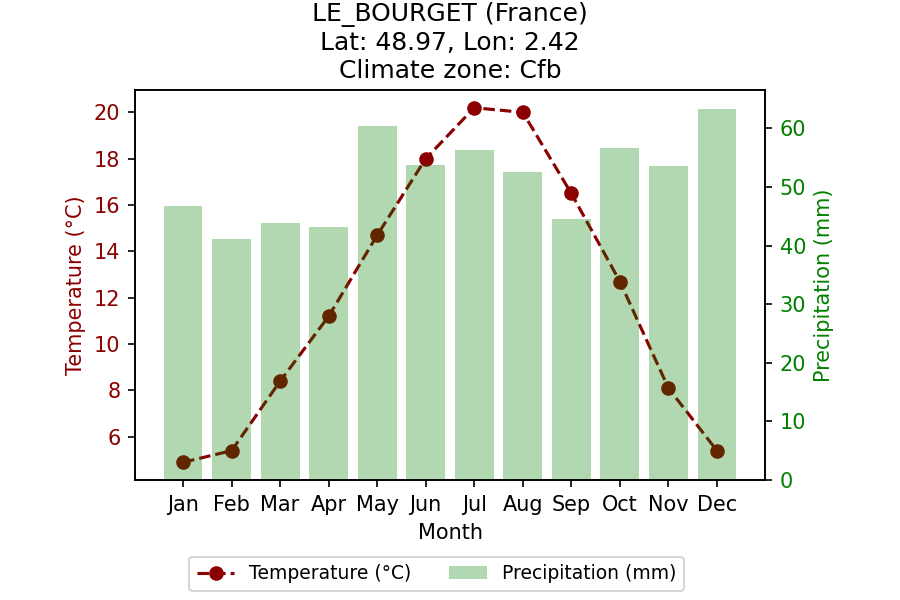 LE_BOURGET (France)
Lat: 48.97, Lon: 2.42
Climate zone: Cfb
Temperature (°C)
20
18
16
14
12
10
8
6
Precipitation (mm)
60
50
40
30
20
10
0
Jan Feb Mar Apr May Jun Jul Aug Sep Oct Nov Dec
Month
Temperature (°C) Precipitation (mm)